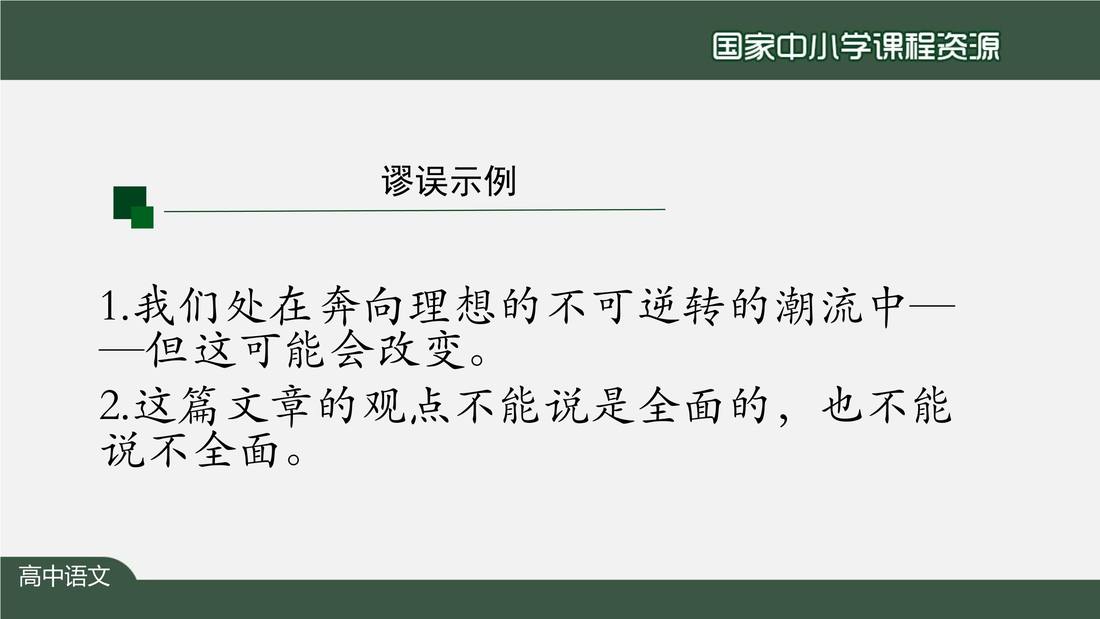 国家中小学课程资源
谬误示例
1.我们处在奔向理想的不可逆转的潮流中—
—但这可能会改变。
2.这篇文章的观点不能说是全面的，也不能
说不全面。
高中语文